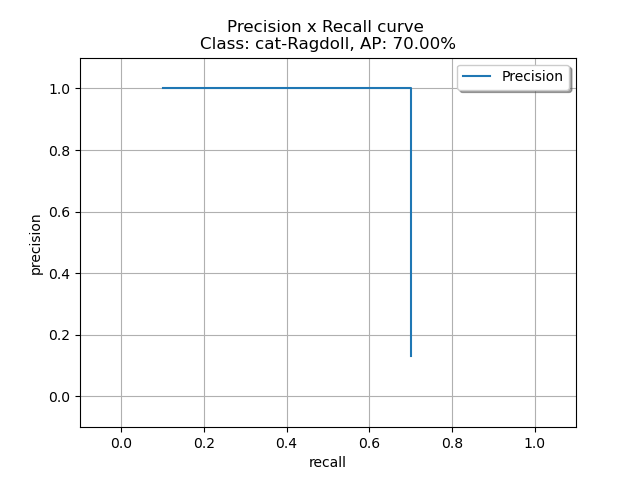 Precision x Recall curve
Class: cat-Ragdoll, AP: 70.00%
Precision
1.0
0.8
0.6
0.4
0.2
0.0
precision
0.0 0.2 0.4 0.6 0.8 1.0
recall